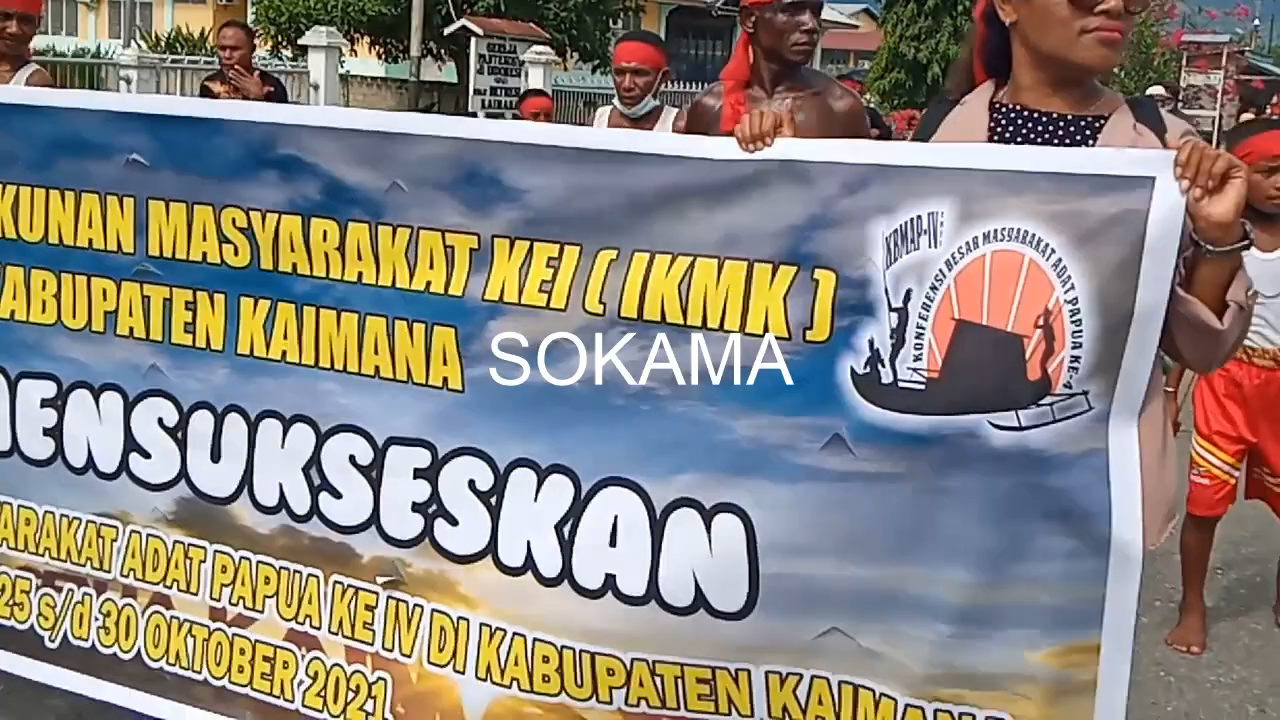 KUNAN MASYARAKAT KEI ( IKMK )
KABUPATEN KAIMANA
MENSUKSESKAN
ARAKAT ADAT PAPUA KE IV DI KABUPATEN KAIMANA
25 s/d 30 OKTOBER 2021
KBMAP-IV
KONFERENSI BESAR MASYARAKAT ADAT PAPUA KE-4
SOKAMA